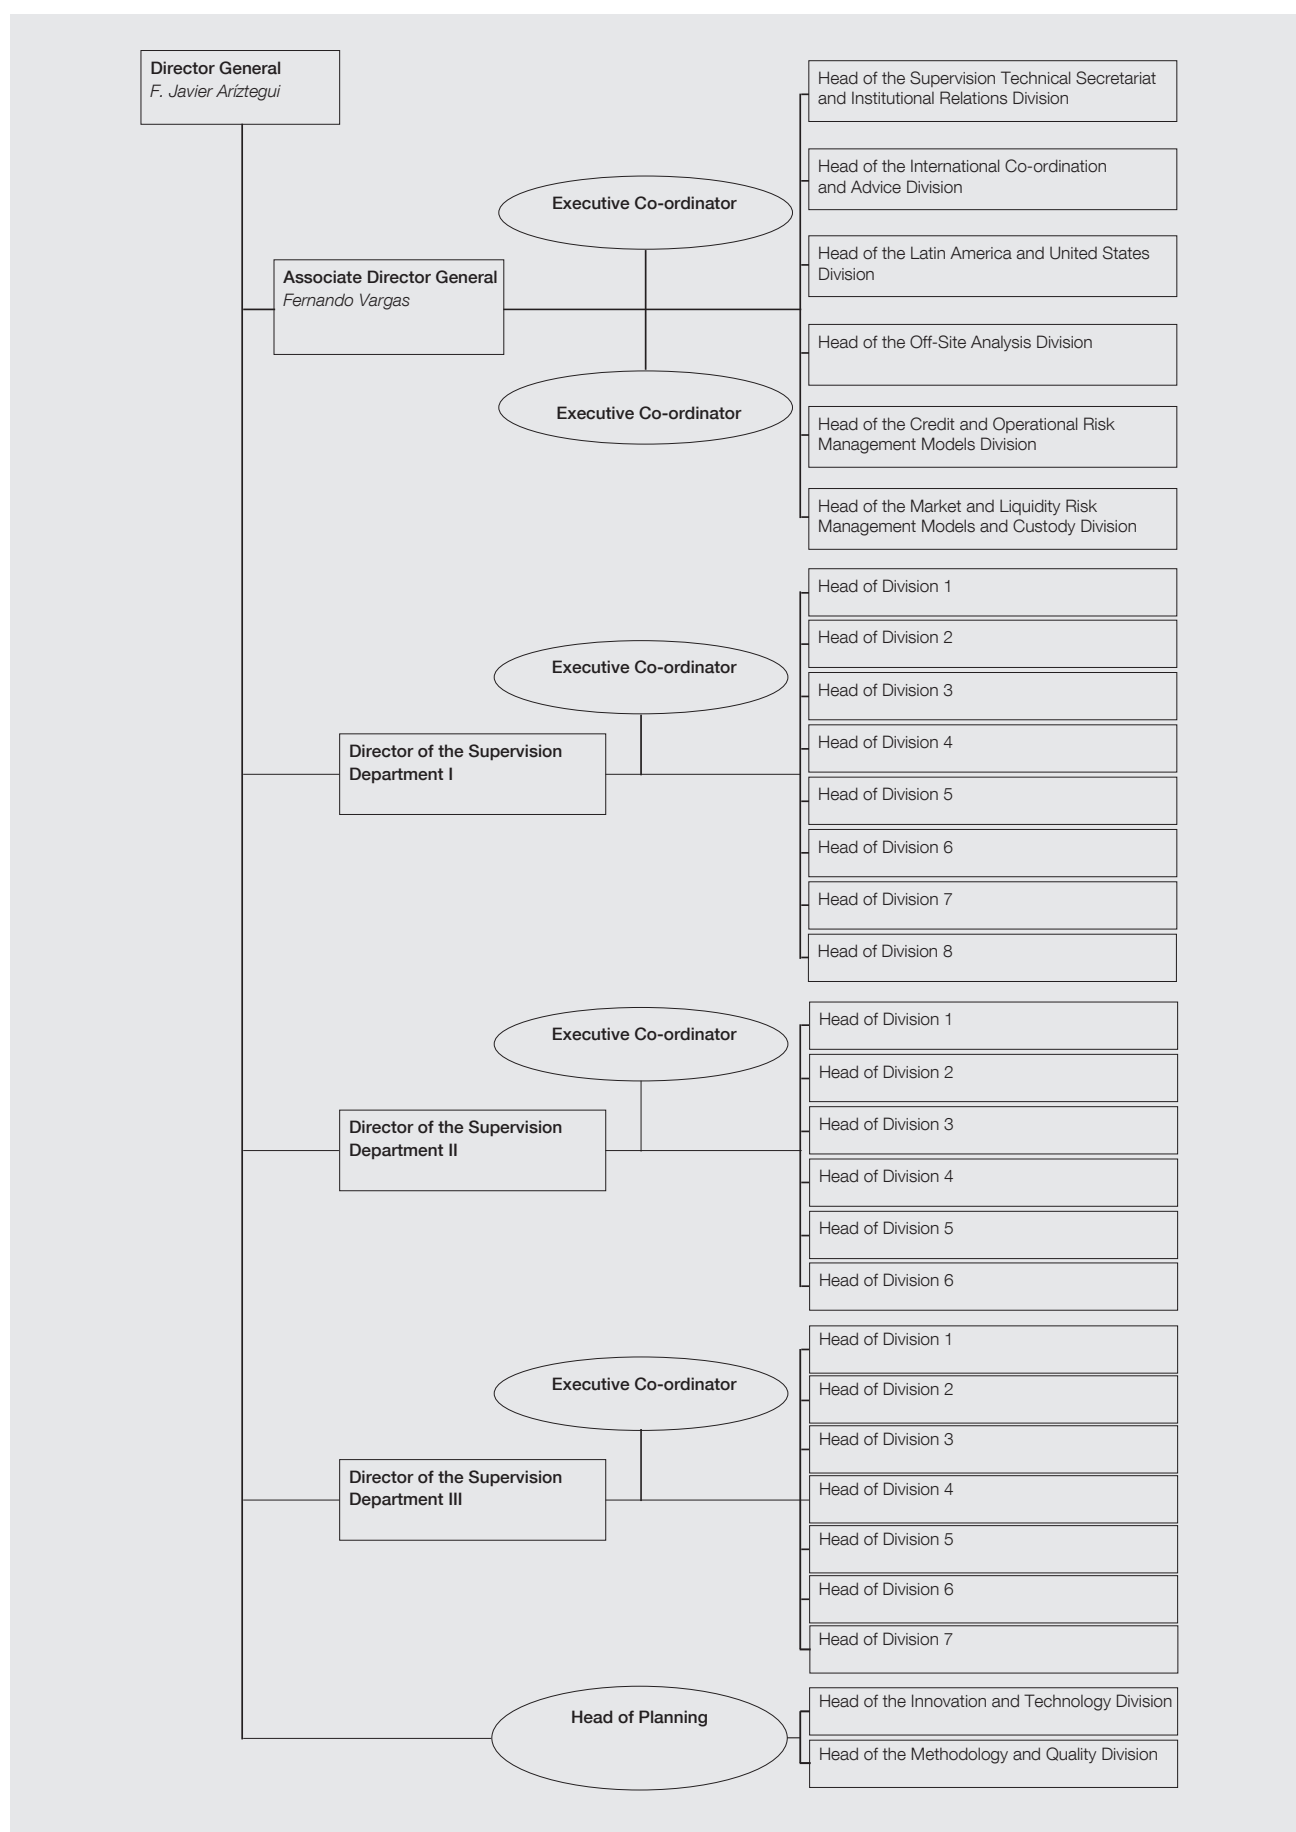 Director General
F. Javier Aríztegui
Head of the Supervision Technical Secretariat
and Institutional Relations Division
Head of the International Co-ordination
and Advice Division
Executive Co-ordinator
Head of the Latin America and United States
Division
Associate Director General
Fernando Vargas
Head of the Off-Site Analysis Division
Executive Co-ordinator
Head of the Credit and Operational Risk
Management Models Division
Head of the Market and Liquidity Risk
Management Models and Custody Division
Head of Division 1
Head of Division 2
Executive Co-ordinator
Head of Division 3
Head of Division 4
Director of the Supervision
Department I
Head of Division 5
Head of Division 6
Head of Division 7
Head of Division 8
Head of Division 1
Executive Co-ordinator
Head of Division 2
Head of Division 3
Director of the Supervision
Department II
Head of Division 4
Head of Division 5
Head of Division 6
Head of Division 1
Executive Co-ordinator
Head of Division 2
Head of Division 3
Director of the Supervision
Department III
Head of Division 4
Head of Division 5
Head of Division 6
Head of Division 7
Head of Planning
Head of the Innovation and Technology Division
Head of the Methodology and Quality Division